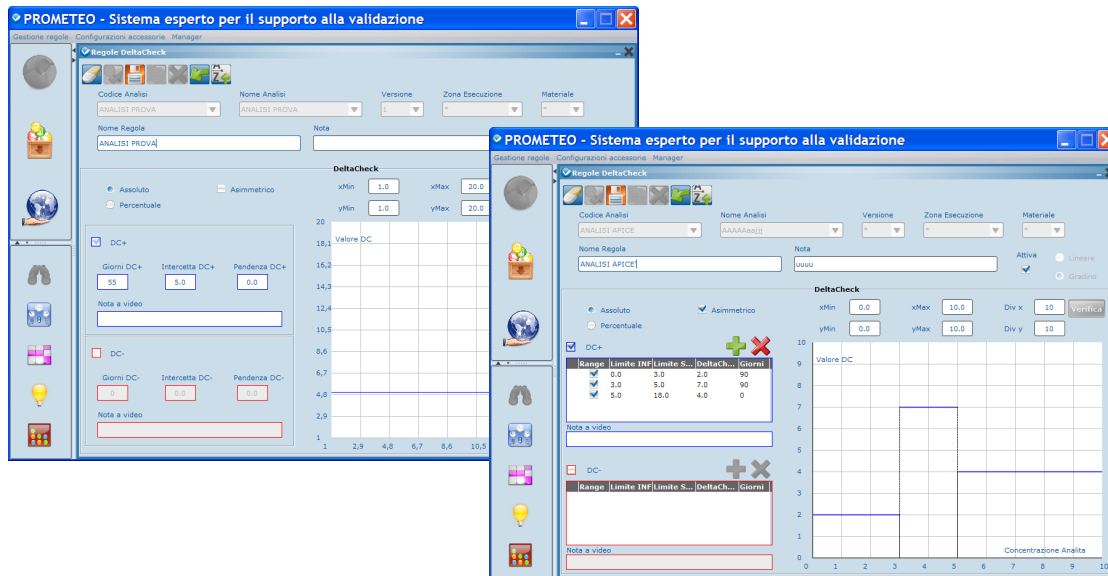 PROMETEO - Sistema esperto per il supporto alla validazione
Gestione regole Configurazioni accessorie Manager
Regole DeltaCheck
Codice Analisi Nome Analisi Versione Zona Esecuzione Materiale
ANALISI PROVA ANALISI PROVA 1 * *
Nome Regola Nota
ANALISI PROVA
DeltaCheck
Assoluto Asimmetrico xMin 1.0 xMax 20.0
Percentuale yMin 1.0 yMax 20.0
DC+
Giorni DC+ Intercetta DC+ Pendenza DC+
55 5.0 0.0
Nota a video
DC-
Giorni DC- Intercetta DC- Pendenza DC-
0 0.0 0.0
Nota a video
Valore DC
20
18,1
16,2
14,3
12,4
10,5
8,6
6,7
4,8
2,9
1
1 2,9 4,8 6,7 8,6 10,5
PROMETEO - Sistema esperto per il supporto alla validazione
Gestione regole Configurazioni accessorie Manager
Regole DeltaCheck
Codice Analisi Nome Analisi Versione Zona Esecuzione Materiale
ANALISI APICE AAAAAaajjj * * *
Nome Regola Nota Attiva Lineare
ANALISI APICE' uuuu Gradino
DeltaCheck
Assoluto Asimmetrico xMin 0.0 xMax 10.0 Div x 10 Verifica
Percentuale yMin 0.0 yMax 10.0 Div y 10
DC+
Range Limite INF Limite S... DeltaCh... Giorni
0.0 3.0 2.0 90
3.0 5.0 7.0 90
5.0 18.0 4.0 0
Nota a video
DC-
Range Limite INF Limite S... DeltaCh... Giorni
Nota a video
Valore DC
10
9
8
7
6
5
4
3
2
1
0
Concentrazione Analita
0 1 2 3 4 5 6 7 8 9 10